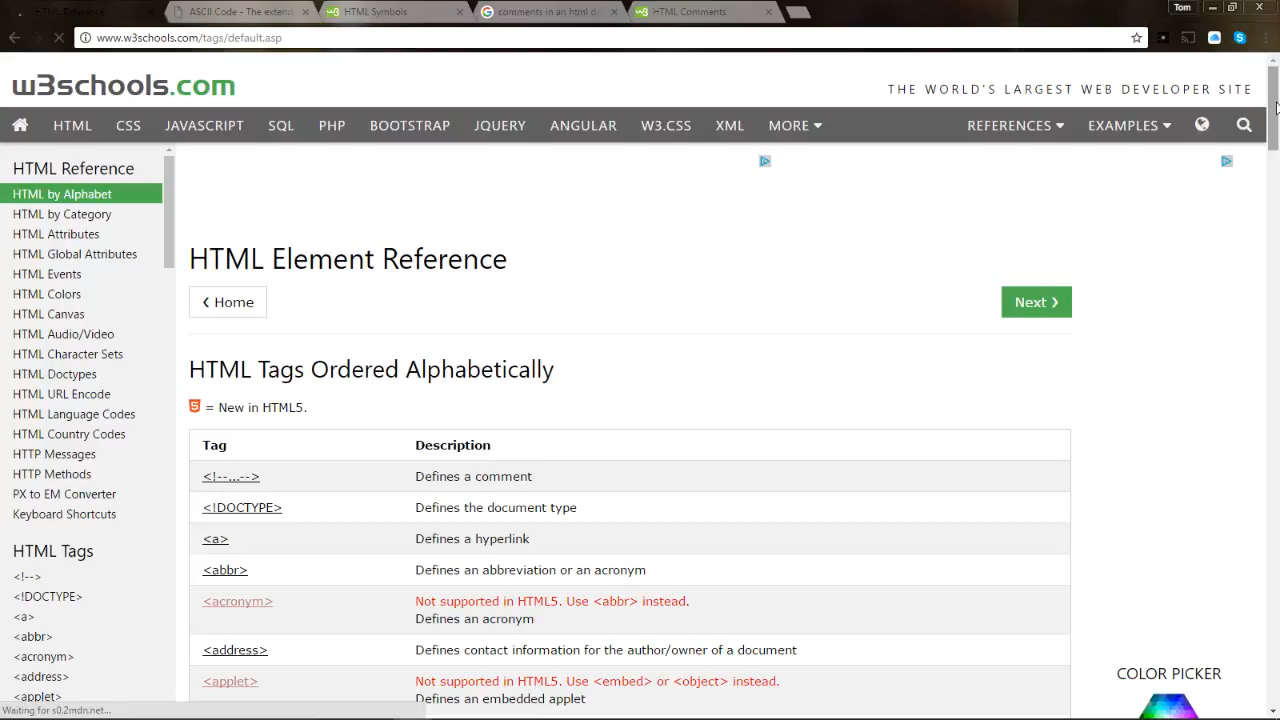 HTML Reference
ASCII Code - The extend
HTML Symbols
comments in an html do
HTML Comments
Tom
www.w3schools.com/tags/default.asp
w3schools.com
THE WORLD'S LARGEST WEB DEVELOPER SITE
HTML CSS JAVASCRIPT SQL PHP BOOTSTRAP JQUERY ANGULAR W3.CSS XML MORE REFERENCES EXAMPLES
HTML Reference
HTML by Alphabet
HTML by Category
HTML Attributes
HTML Global Attributes
HTML Events
HTML Colors
HTML Canvas
HTML Audio/Video
HTML Character Sets
HTML Doctypes
HTML URL Encode
HTML Language Codes
HTML Country Codes
HTTP Messages
HTTP Methods
PX to EM Converter
Keyboard Shortcuts
HTML Tags
<!-->
<!DOCTYPE>
<a>
<abbr>
<acronym>
<address>
<applet>
Waiting for s0.2mdn.net...
HTML Element Reference
❮ Home
Next ❯
HTML Tags Ordered Alphabetically
5 = New in HTML5.
Tag Description
<!--...--> Defines a comment
<!DOCTYPE> Defines the document type
<a> Defines a hyperlink
<abbr> Defines an abbreviation or an acronym
<acronym> Not supported in HTML5. Use <abbr> instead.
Defines an acronym
<address> Defines contact information for the author/owner of a document
<applet> Not supported in HTML5. Use <embed> or <object> instead.
Defines an embedded applet
COLOR PICKER